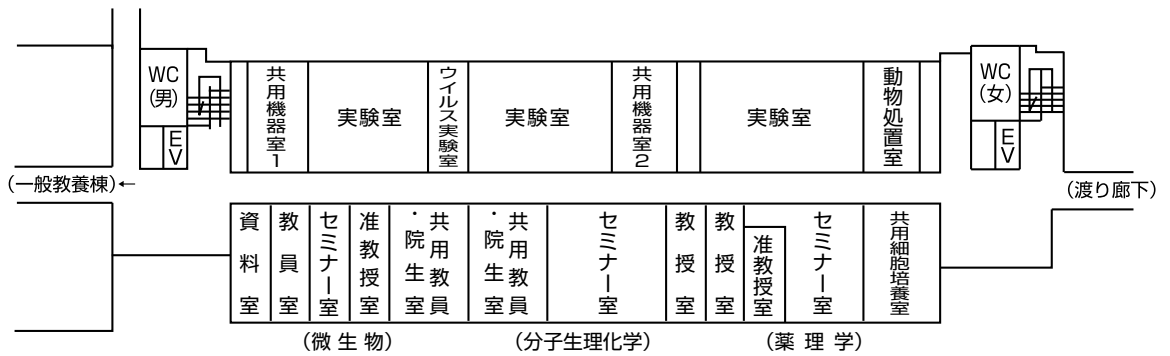 WC
(男)
EV
共用機器室1
実験室
ウイルス実験室
実験室
共用機器室2
実験室
動物処置室
WC
(女)
EV
(一般教養棟)←
(渡り廊下)
資料室
教員室
セミナー室
准教授室
共用教員
・院生室
共用教員
・院生室
セミナー室
教授室
教授室
准教授室
セミナー室
共用細胞培養室
(微生物)
(分子生理化学)
(薬理学)